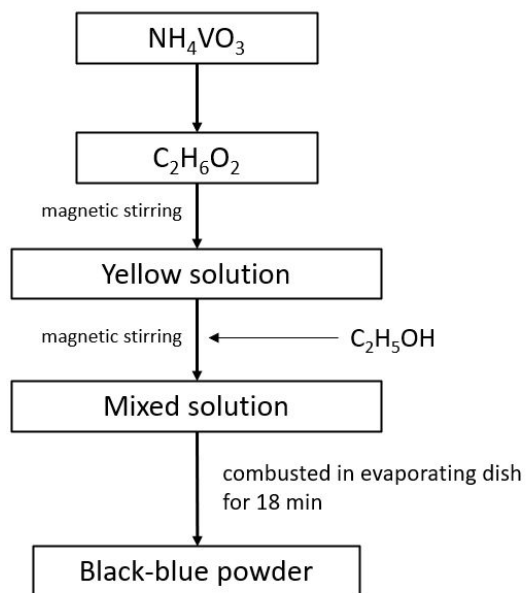 NH₄VO₃
C₂H₆O₂
magnetic stirring
Yellow solution
magnetic stirring
C₂H₅OH
Mixed solution
combusted in evaporating dish
for 18 min
Black-blue powder